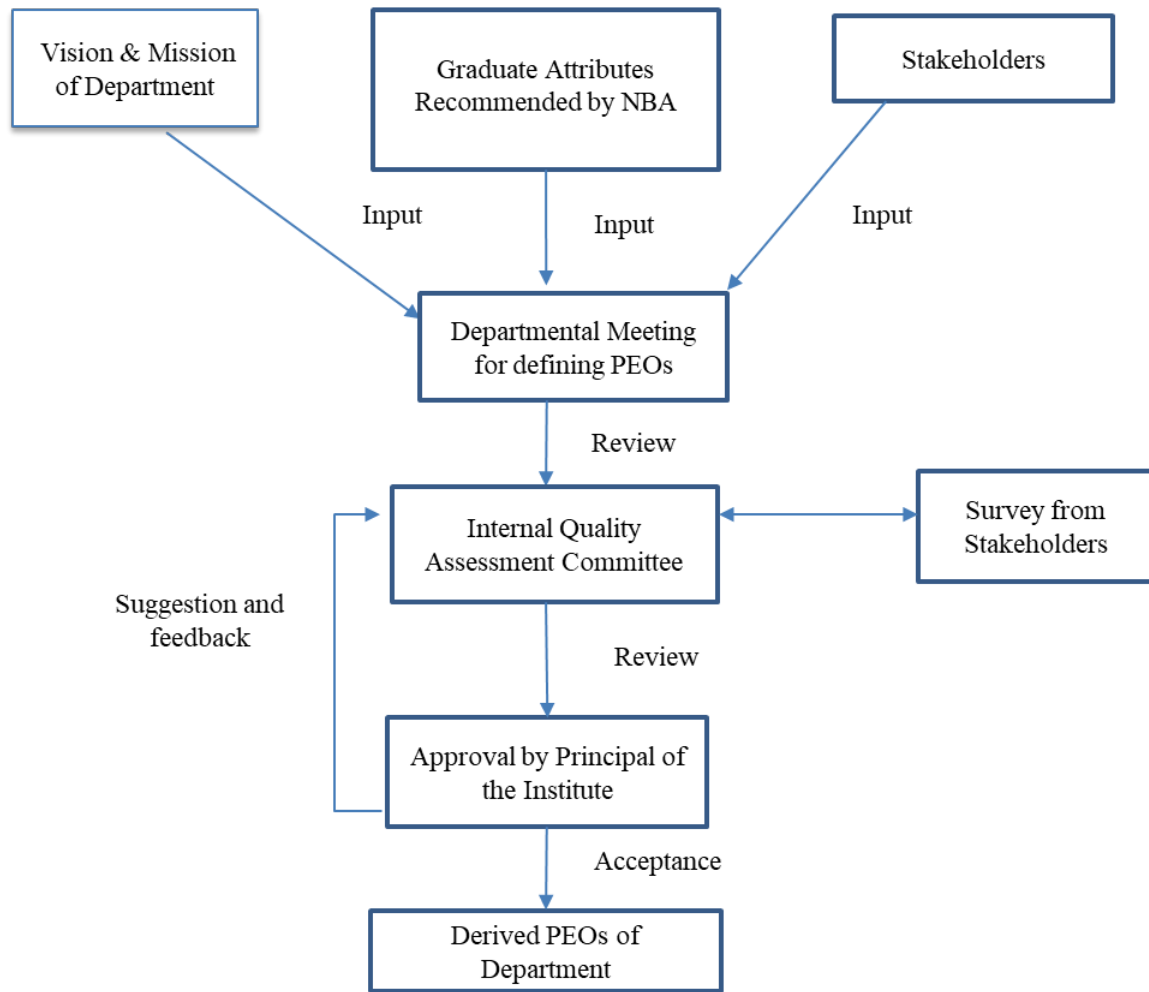 Vision & Mission
of Department
Graduate Attributes
Recommended by NBA
Stakeholders
Input
Input
Input
Departmental Meeting
for defining PEOs
Review
Internal Quality
Assessment Committee
Survey from
Stakeholders
Suggestion and
feedback
Review
Approval by Principal of
the Institute
Acceptance
Derived PEOs of
Department